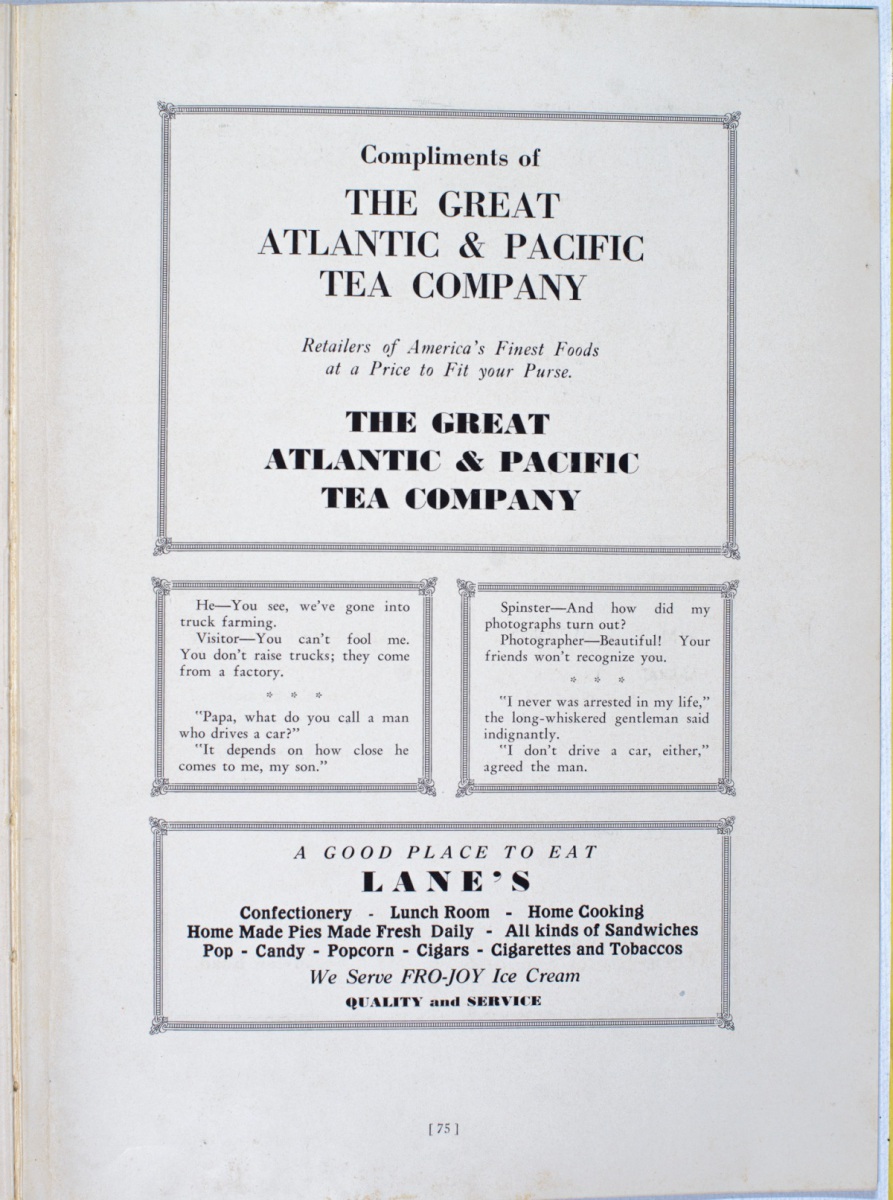 Compliments of
THE GREAT
ATLANTIC & PACIFIC
TEA COMPANY
Retailers of America's Finest Foods
at a Price to Fit your Purse.
THE GREAT
ATLANTIC & PACIFIC
TEA COMPANY
He—You see, we've gone into
truck farming.
Visitor—You can't fool me.
You don't raise trucks; they come
from a factory.
* * *
"Papa, what do you call a man
who drives a car?"
"It depends on how close he
comes to me, my son."
Spinster—And how did my
photographs turn out?
Photographer—Beautiful! Your
friends won't recognize you.
* * *
"I never was arrested in my life,"
the long-whiskered gentleman said
indignantly.
"I don't drive a car, either,"
agreed the man.
A GOOD PLACE TO EAT
LANE'S
Confectionery - Lunch Room - Home Cooking
Home Made Pies Made Fresh Daily - All kinds of Sandwiches
Pop - Candy - Popcorn - Cigars - Cigarettes and Tobaccos
We Serve FRO-JOY Ice Cream
QUALITY and SERVICE
[ 75 ]